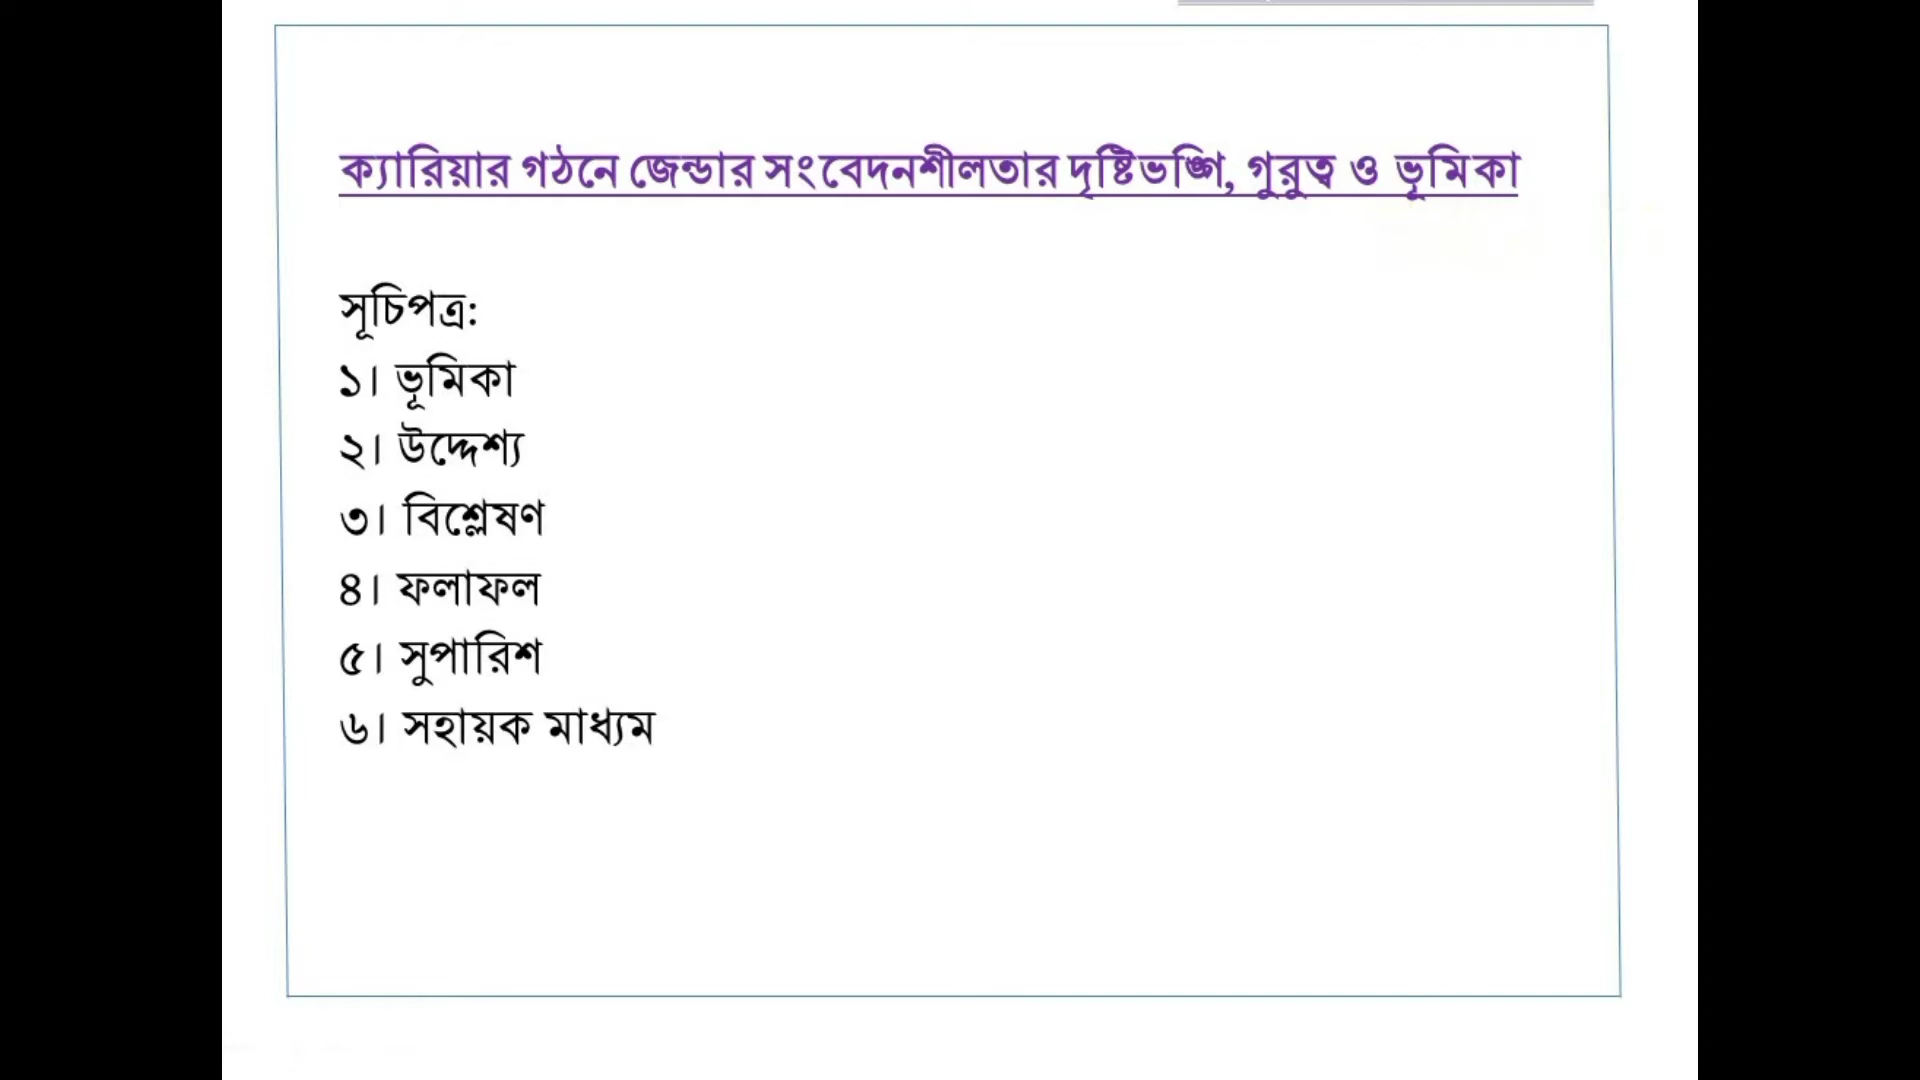 ক্যারিয়ার গঠনে জেন্ডার সংবেদনশীলতার দৃষ্টিভঙ্গি, গুরুত্ব ও ভূমিকা
সূচিপত্র:
১। ভূমিকা
২। উদ্দেশ্য
৩। বিশ্লেষণ
৪। ফলাফল
৫। সুপারিশ
৬। সহায়ক মাধ্যম